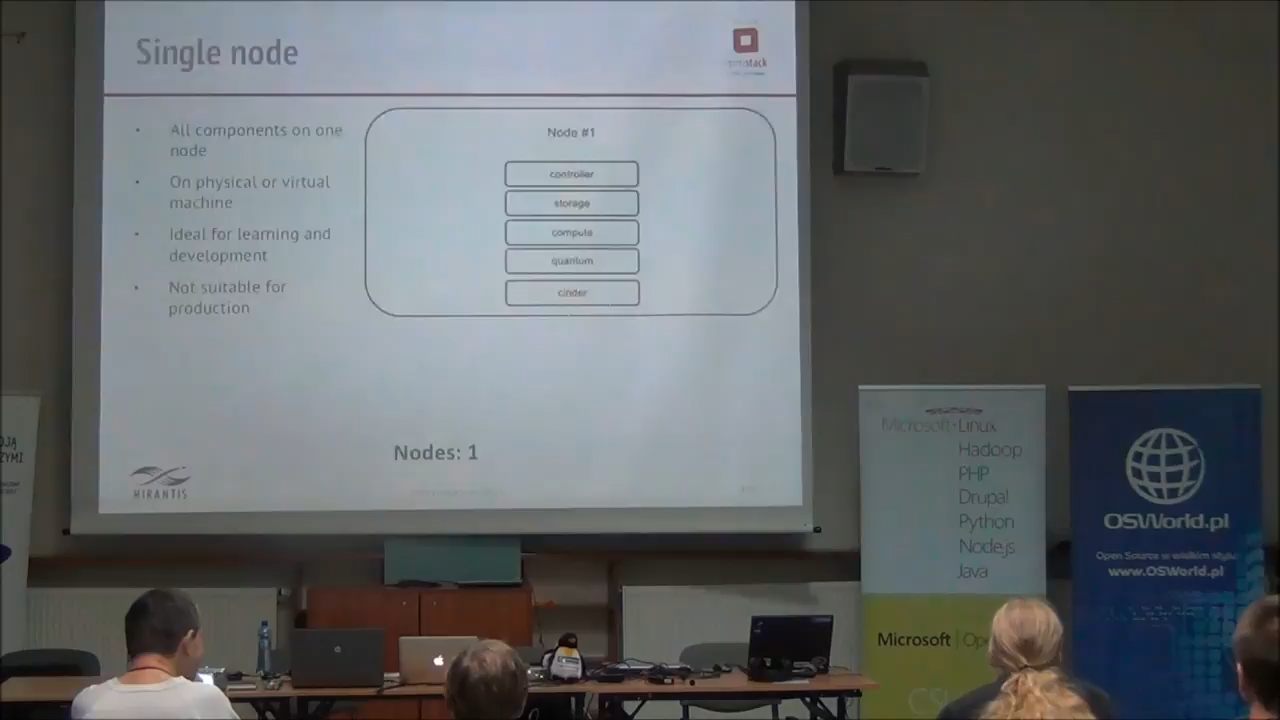 Single node
openstack
All components on one
node
On physical or virtual
machine
Ideal for learning and
development
Not suitable for
production
Node #1
controller
storage
compute
quantum
cinder
Nodes: 1
MIRANTIS
Microsoft+Linux
Hadoop
PHP
Drupal
Python
Node.js
Java
Microsoft
OSWorld.pl
Open Source w wielkim stylu
www.OSWorld.pl